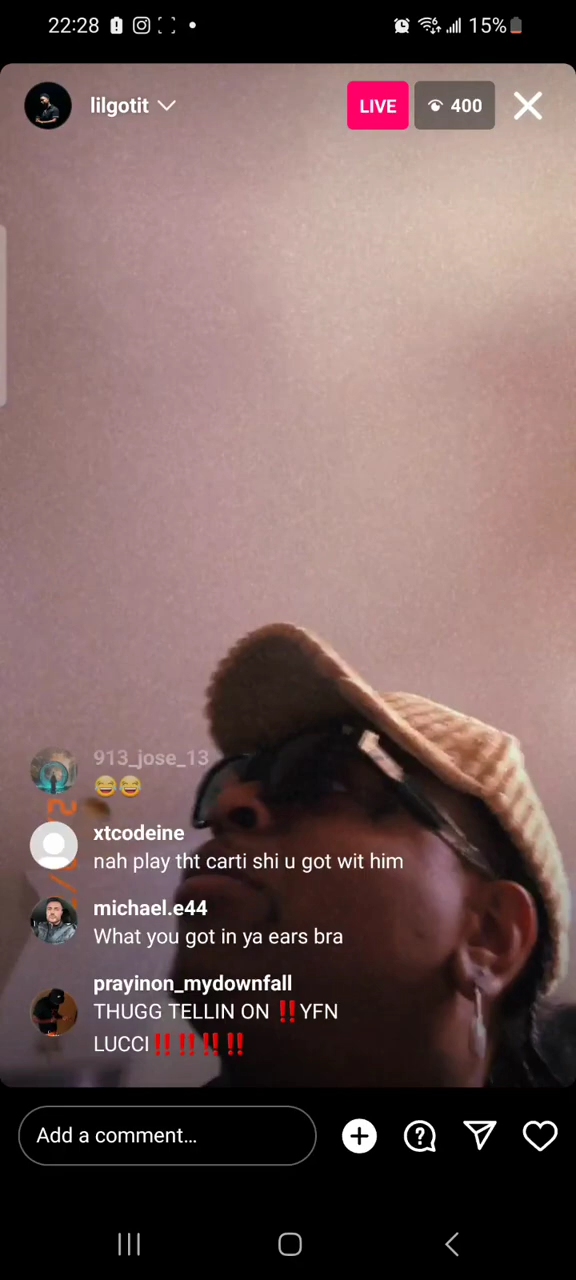 22:28
15%
lilgotit
LIVE
400
913_jose_13
😂😂
xtcodeine
nah play tht carti shi u got wit him
michael.e44
What you got in ya ears bra
prayinon_mydownfall
THUGG TELLIN ON ‼️YFN
LUCCI‼️‼️‼️‼️
Add a comment...